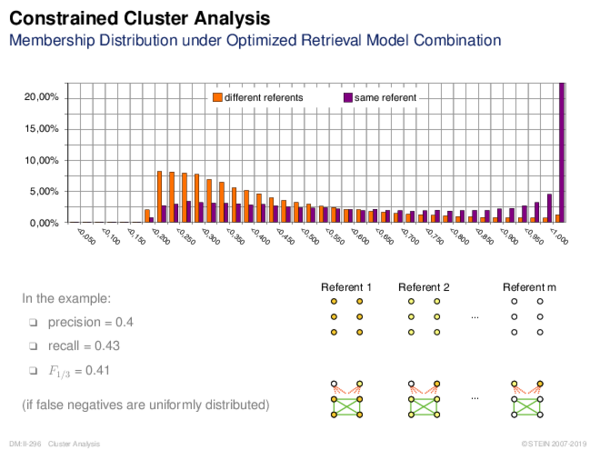 Constrained Cluster Analysis
Membership Distribution under Optimized Retrieval Model Combination
20,00%
15,00%
10,00%
5,00%
0,00%
different referents
same referent
<0,050
<0,100
<0,150
<0,200
<0,250
<0,300
<0,350
<0,400
<0,450
<0,500
<0,550
<0,600
<0,650
<0,700
<0,750
<0,800
<0,850
<0,900
<0,950
<1,000
In the example:
❑ precision = 0.4
❑ recall = 0.43
❑ F1/3 = 0.41
(if false negatives are uniformly distributed)
Referent 1 Referent 2 Referent m
...
...
DM:II-296 Cluster Analysis
© STEIN 2007-2019